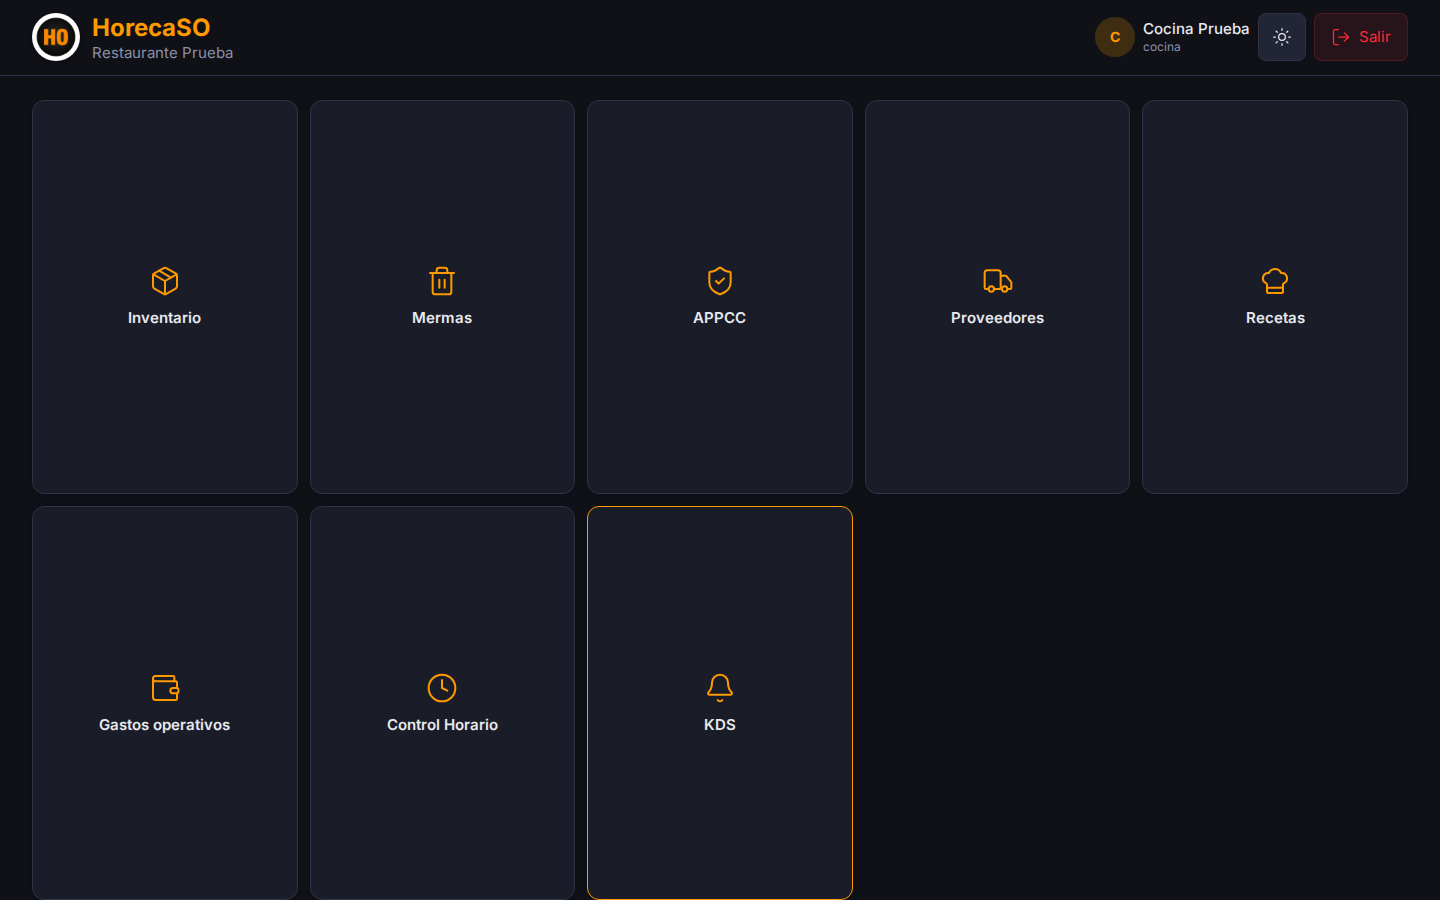 HO
HorecaSO
Restaurante Prueba
C
Cocina Prueba
cocina
Salir
Inventario
Mermas
APPCC
Proveedores
Recetas
Gastos operativos
Control Horario
KDS